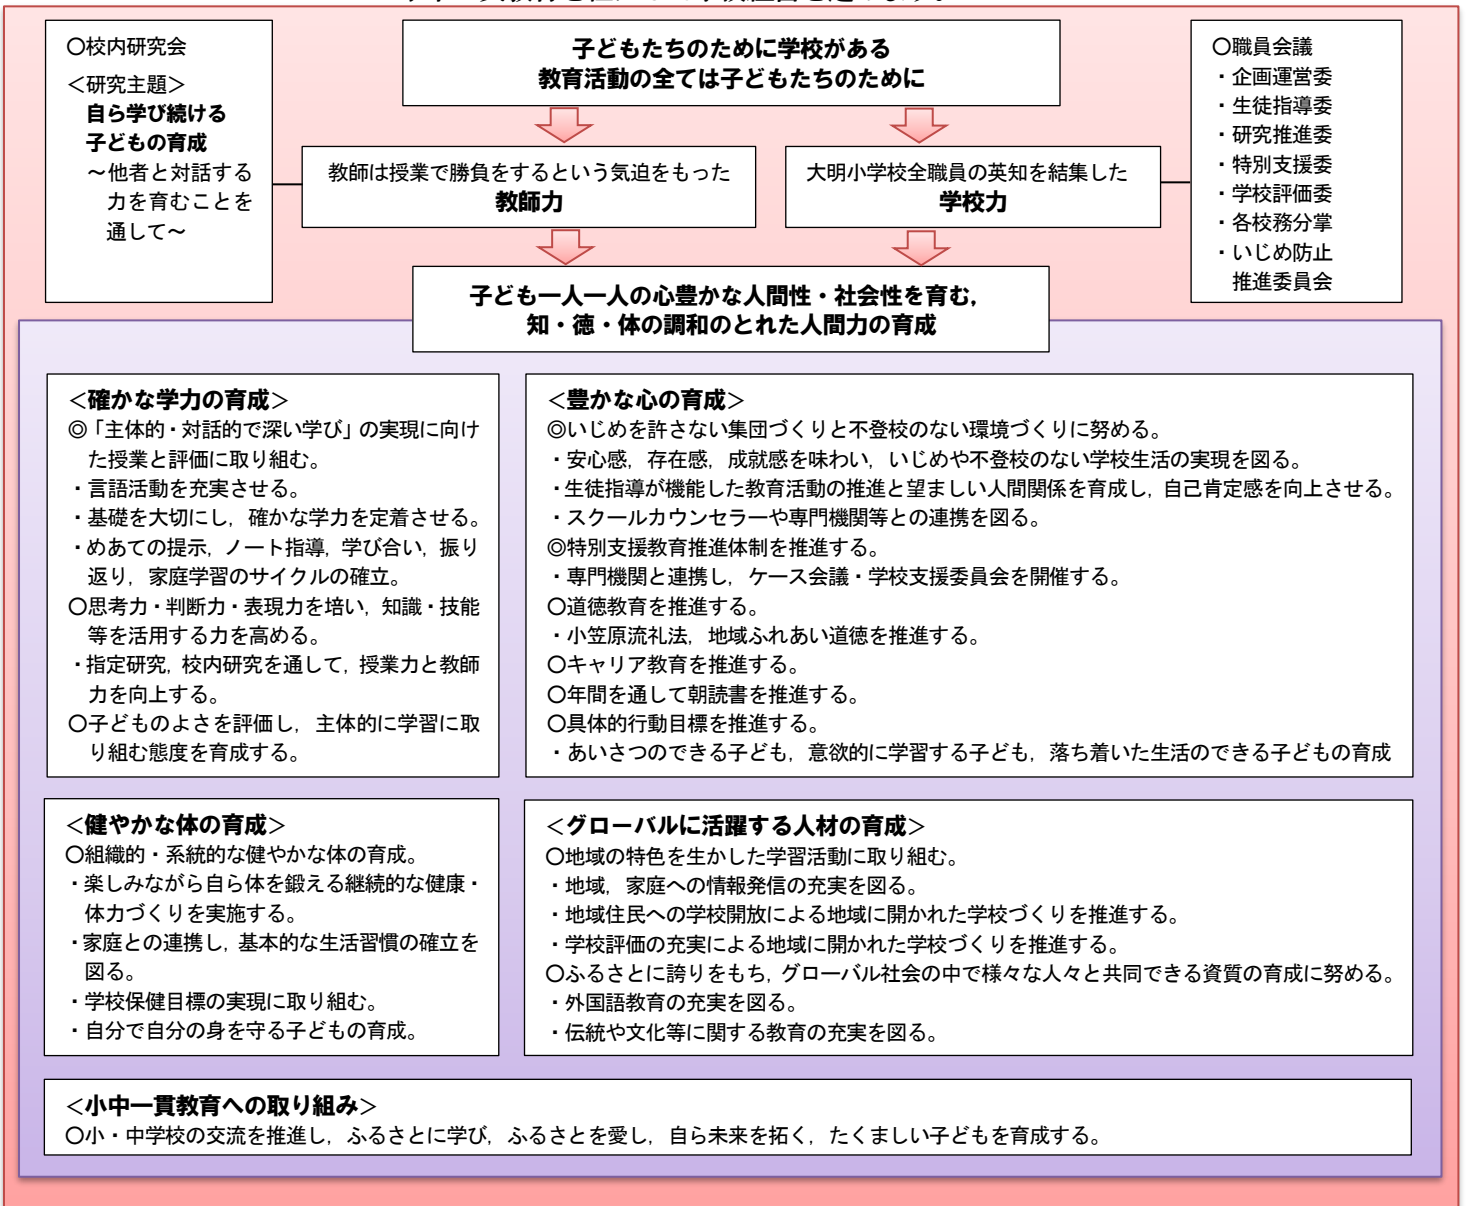 〇校内研究会
＜研究主題＞
自ら学び続ける
子どもの育成
～他者と対話する
力を育むことを
通して～
子どもたちのために学校がある
教育活動の全ては子どもたちのために
〇職員会議
・企画運営委
・生徒指導委
・研究推進委
・特別支援委
・学校評価委
・各校務分掌
・いじめ防止
推進委員会
教師は授業で勝負をするという気迫をもった
教師力
大明小学校全職員の英知を結集した
学校力
子ども一人一人の心豊かな人間性・社会性を育む，
知・徳・体の調和のとれた人間力の育成
＜確かな学力の育成＞
◎「主体的・対話的で深い学び」の実現に向け
た授業と評価に取り組む。
・言語活動を充実させる。
・基礎を大切にし，確かな学力を定着させる。
・めあての提示，ノート指導，学び合い，振り
返り，家庭学習のサイクルの確立。
〇思考力・判断力・表現力を培い，知識・技能
等を活用する力を高める。
・指定研究，校内研究を通して，授業力と教師
力を向上する。
〇子どものよさを評価し，主体的に学習に取
り組む態度を育成する。
＜豊かな心の育成＞
◎いじめを許さない集団づくりと不登校のない環境づくりに努める。
・安心感，存在感，成就感を味わい，いじめや不登校のない学校生活の実現を図る。
・生徒指導が機能した教育活動の推進と望ましい人間関係を育成し，自己肯定感を向上させる。
・スクールカウンセラーや専門機関等との連携を図る。
◎特別支援教育推進体制を推進する。
・専門機関と連携し，ケース会議・学校支援委員会を開催する。
〇道徳教育を推進する。
・小笠原流礼法，地域ふれあい道徳を推進する。
〇キャリア教育を推進する。
〇年間を通して朝読書を推進する。
〇具体的行動目標を推進する。
・あいさつのできる子ども，意欲的に学習する子ども，落ち着いた生活のできる子どもの育成
＜健やかな体の育成＞
〇組織的・系統的な健やかな体の育成。
・楽しみながら自ら体を鍛える継続的な健康・
体力づくりを実施する。
・家庭との連携し，基本的な生活習慣の確立を
図る。
・学校保健目標の実現に取り組む。
・自分で自分の身を守る子どもの育成。
＜グローバルに活躍する人材の育成＞
〇地域の特色を生かした学習活動に取り組む。
・地域，家庭への情報発信の充実を図る。
・地域住民への学校開放による地域に開かれた学校づくりを推進する。
・学校評価の充実による地域に開かれた学校づくりを推進する。
〇ふるさとに誇りをもち，グローバル社会の中で様々な人々と共同できる資質の育成に努める。
・外国語教育の充実を図る。
・伝統や文化等に関する教育の充実を図る。
＜小中一貫教育への取り組み＞
〇小・中学校の交流を推進し，ふるさとに学び，ふるさとを愛し，自ら未来を拓く，たくましい子どもを育成する。